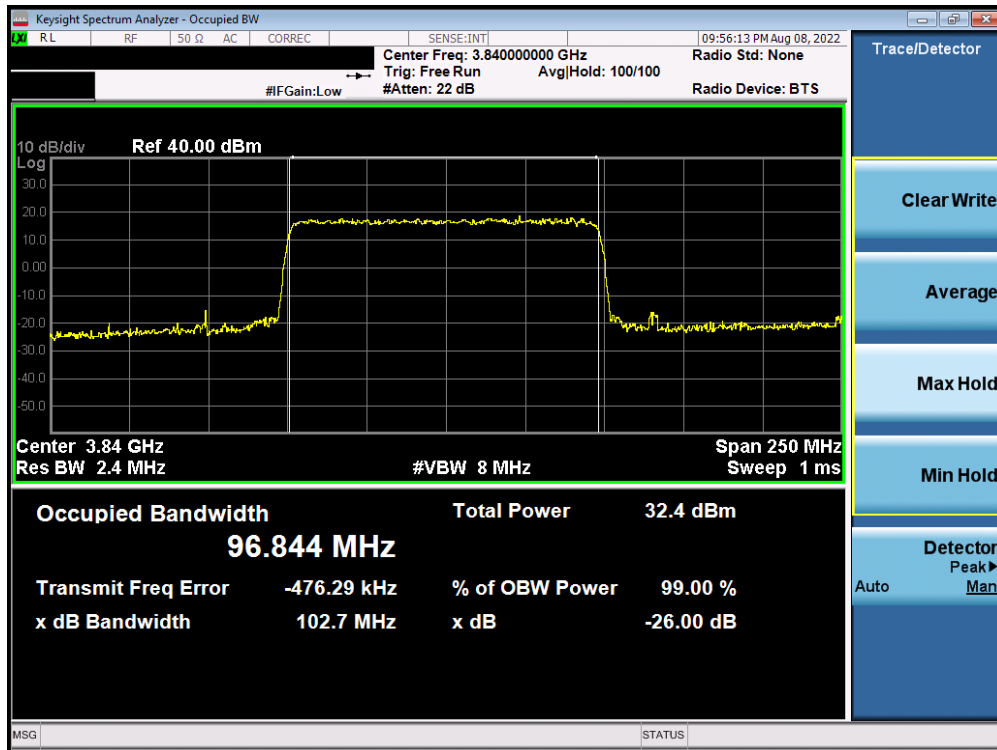 Keysight Spectrum Analyzer - Occupied BW
LXI RL RF 50 Ω AC CORREC SENSE:INT 09:56:13 PM Aug 08, 2022
Center Freq: 3.840000000 GHz Radio Std: None
Trig: Free Run Avg|Hold: 100/100
#IFGain:Low #Atten: 22 dB Radio Device: BTS
10 dB/div Ref 40.00 dBm
Log
30.0
20.0
10.0
0.00
-10.0
-20.0
-30.0
-40.0
-50.0
Center 3.84 GHz Span 250 MHz
Res BW 2.4 MHz #VBW 8 MHz Sweep 1 ms
Occupied Bandwidth Total Power 32.4 dBm
96.844 MHz
Transmit Freq Error -476.29 kHz % of OBW Power 99.00 %
x dB Bandwidth 102.7 MHz x dB -26.00 dB
MSG STATUS
Trace/Detector
Clear Write
Average
Max Hold
Min Hold
Detector
Peak▶
Auto Man